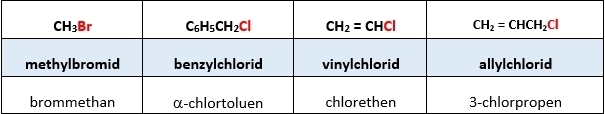 CH3Br C6H5CH2Cl CH2 = CHCl CH2 = CHCH2Cl
methylbromid benzylchlorid vinylchlorid allylchlorid
brommethan α-chlortoluen chlorethen 3-chlorpropen